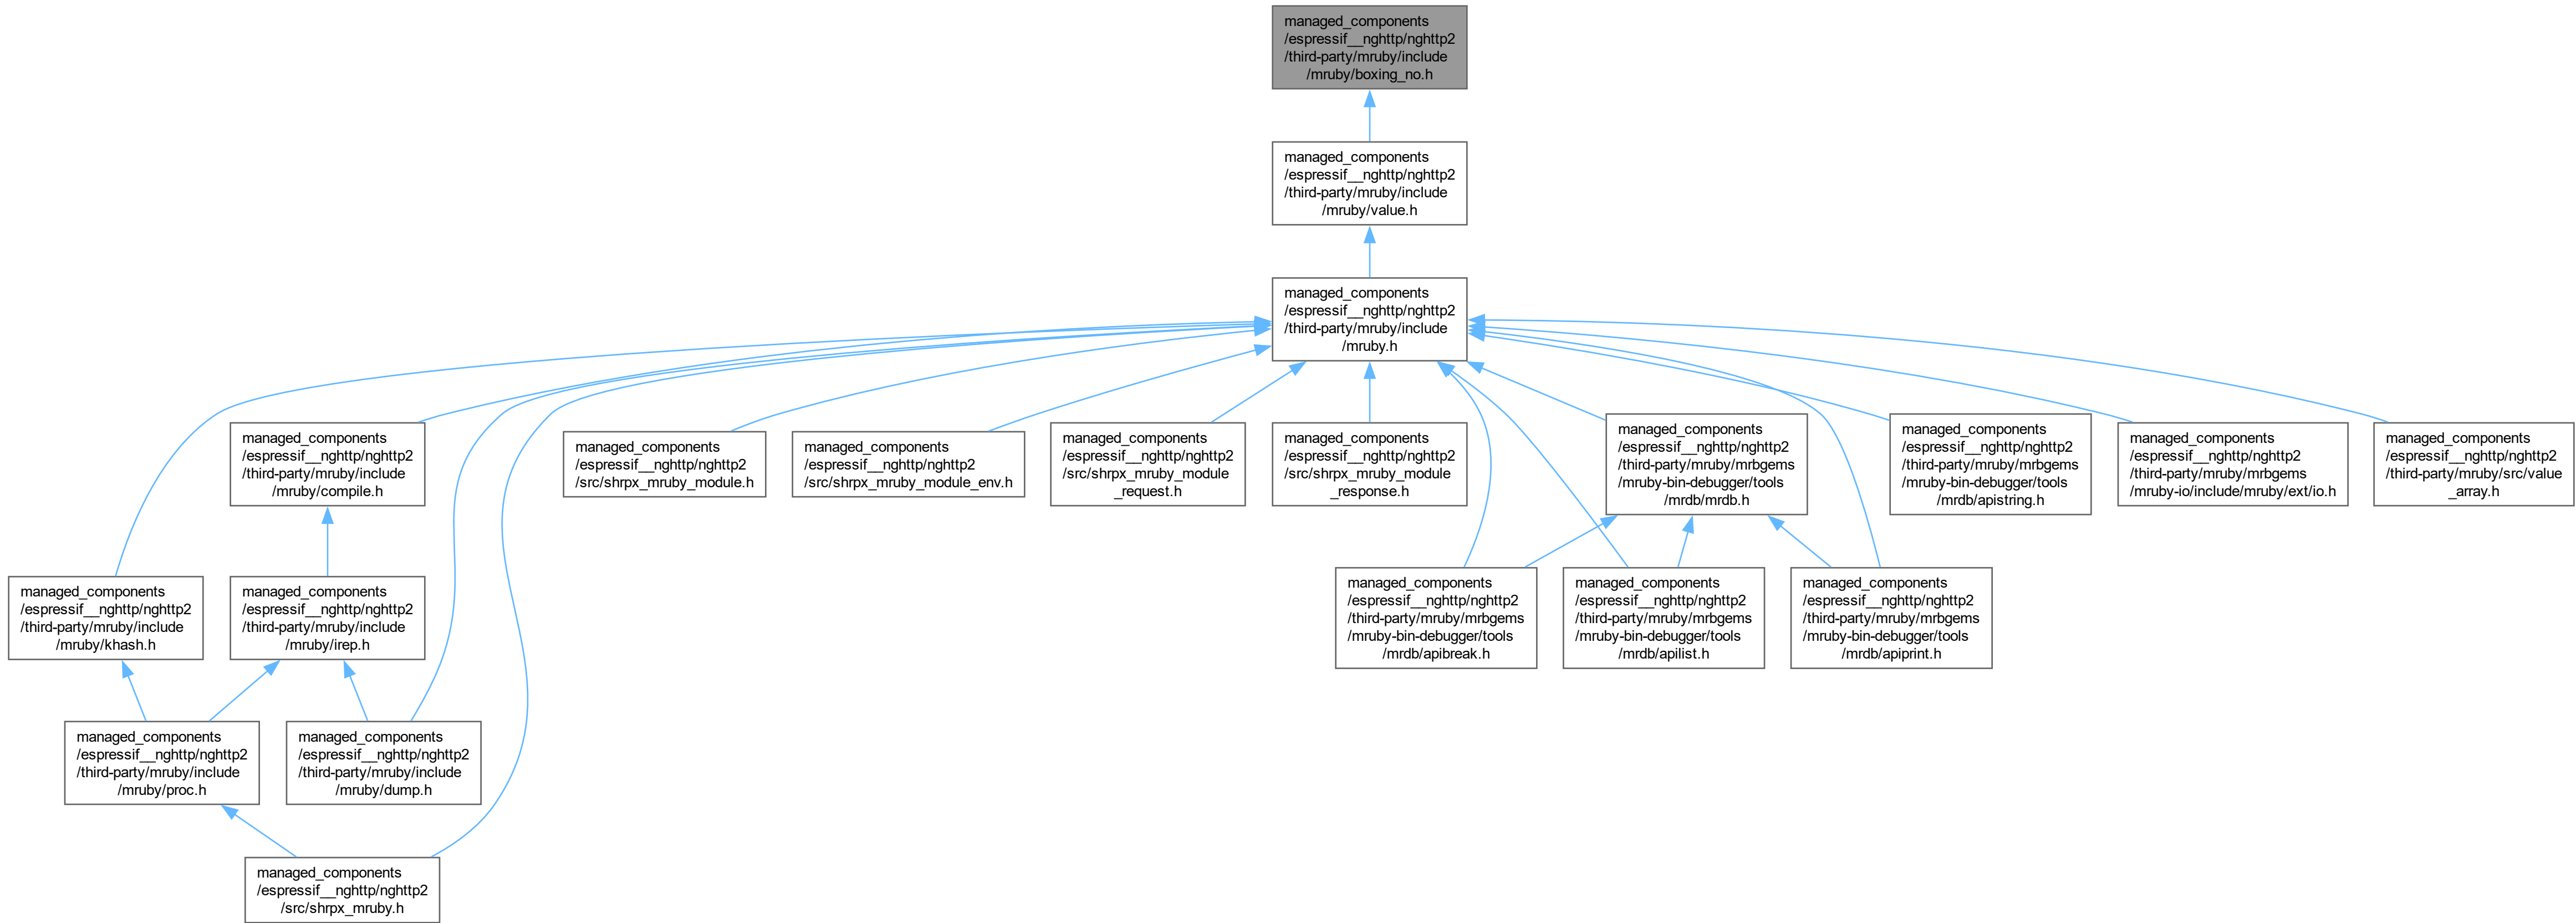 managed_components
/espressif__nghttp/nghttp2
/third-party/mruby/include
/mruby/boxing_no.h
managed_components
/espressif__nghttp/nghttp2
/third-party/mruby/include
/mruby/value.h
managed_components
/espressif__nghttp/nghttp2
/third-party/mruby/include
/mruby.h
managed_components
/espressif__nghttp/nghttp2
/third-party/mruby/include
/mruby/compile.h
managed_components
/espressif__nghttp/nghttp2
/src/shrpx_mruby_module.h
managed_components
/espressif__nghttp/nghttp2
/src/shrpx_mruby_module_env.h
managed_components
/espressif__nghttp/nghttp2
/src/shrpx_mruby_module
_request.h
managed_components
/espressif__nghttp/nghttp2
/src/shrpx_mruby_module
_response.h
managed_components
/espressif__nghttp/nghttp2
/third-party/mruby/mrbgems
/mruby-bin-debugger/tools
/mrdb/mrdb.h
managed_components
/espressif__nghttp/nghttp2
/third-party/mruby/mrbgems
/mruby-bin-debugger/tools
/mrdb/apistring.h
managed_components
/espressif__nghttp/nghttp2
/third-party/mruby/mrbgems
/mruby-io/include/mruby/ext/io.h
managed_components
/espressif__nghttp/nghttp2
/third-party/mruby/src/value
_array.h
managed_components
/espressif__nghttp/nghttp2
/third-party/mruby/include
/mruby/khash.h
managed_components
/espressif__nghttp/nghttp2
/third-party/mruby/include
/mruby/irep.h
managed_components
/espressif__nghttp/nghttp2
/third-party/mruby/mrbgems
/mruby-bin-debugger/tools
/mrdb/apibreak.h
managed_components
/espressif__nghttp/nghttp2
/third-party/mruby/mrbgems
/mruby-bin-debugger/tools
/mrdb/apilist.h
managed_components
/espressif__nghttp/nghttp2
/third-party/mruby/mrbgems
/mruby-bin-debugger/tools
/mrdb/apiprint.h
managed_components
/espressif__nghttp/nghttp2
/third-party/mruby/include
/mruby/proc.h
managed_components
/espressif__nghttp/nghttp2
/third-party/mruby/include
/mruby/dump.h
managed_components
/espressif__nghttp/nghttp2
/src/shrpx_mruby.h